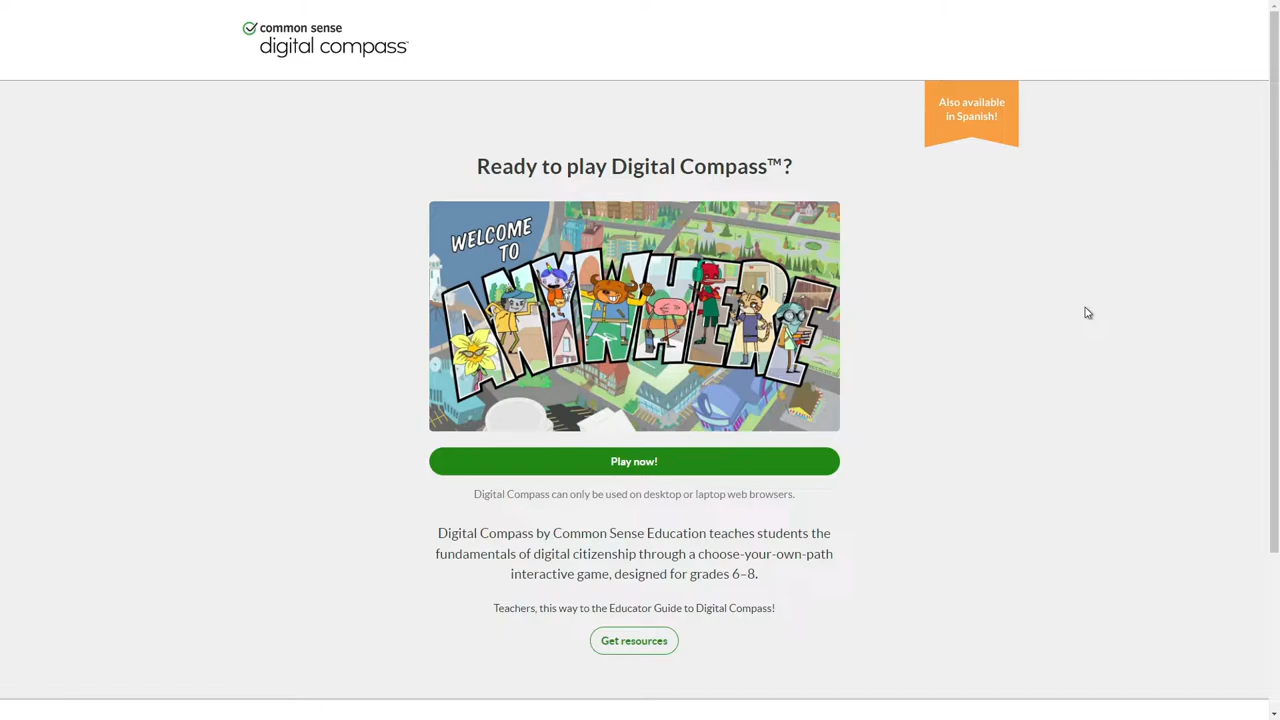 common sense
digital compass™
Also available
in Spanish!
Ready to play Digital Compass™?
WELCOME
TO
ANYWHERE
Play now!
Digital Compass can only be used on desktop or laptop web browsers.
Digital Compass by Common Sense Education teaches students the
fundamentals of digital citizenship through a choose-your-own-path
interactive game, designed for grades 6–8.
Teachers, this way to the Educator Guide to Digital Compass!
Get resources